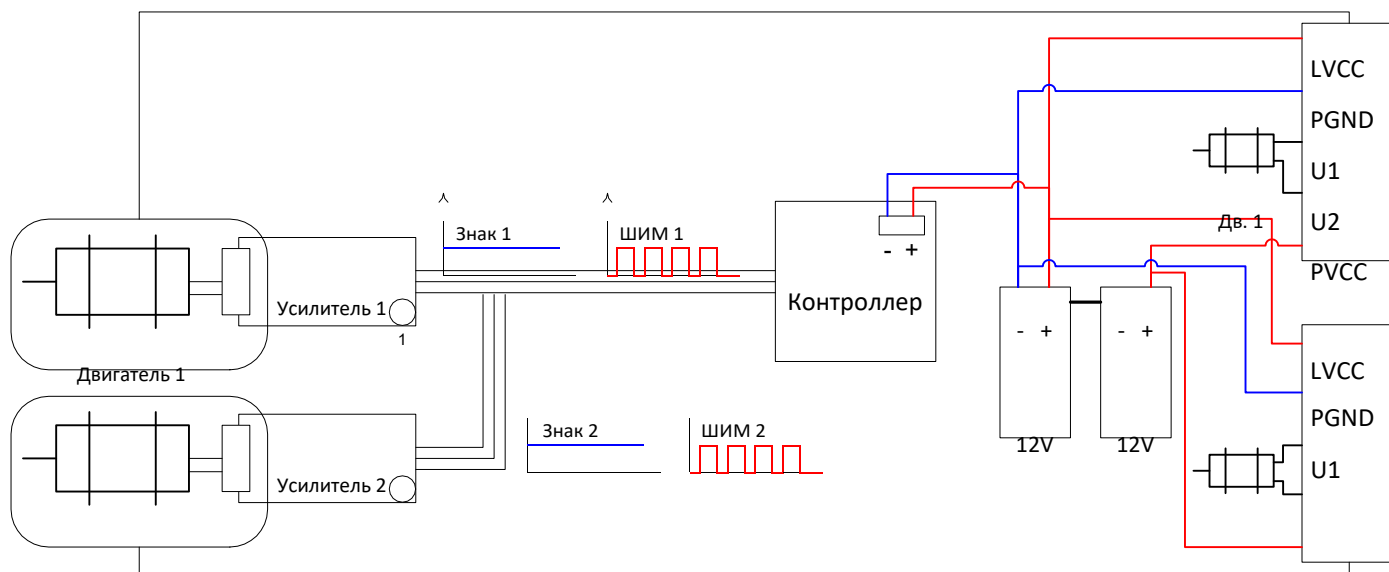 LVCC
PGND
U1
Дв. 1
U2
PVCC
Знак 1
ШИМ 1
- +
Контроллер
Усилитель 1
1
Двигатель 1
- +
- +
12V
12V
Знак 2
ШИМ 2
Усилитель 2
LVCC
PGND
U1